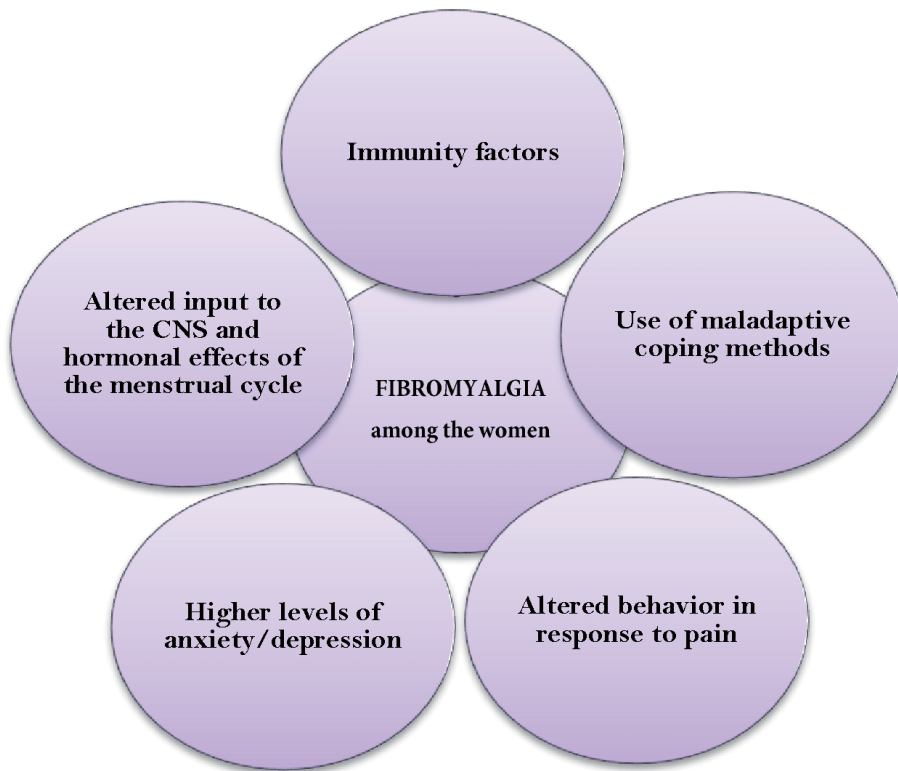 Immunity factors
Altered input to
the CNS and
hormonal effects of
the menstrual cycle
Use of maladaptive
coping methods
FIBROMYALGIA
among the women
Higher levels of
anxiety/depression
Altered behavior in
response to pain